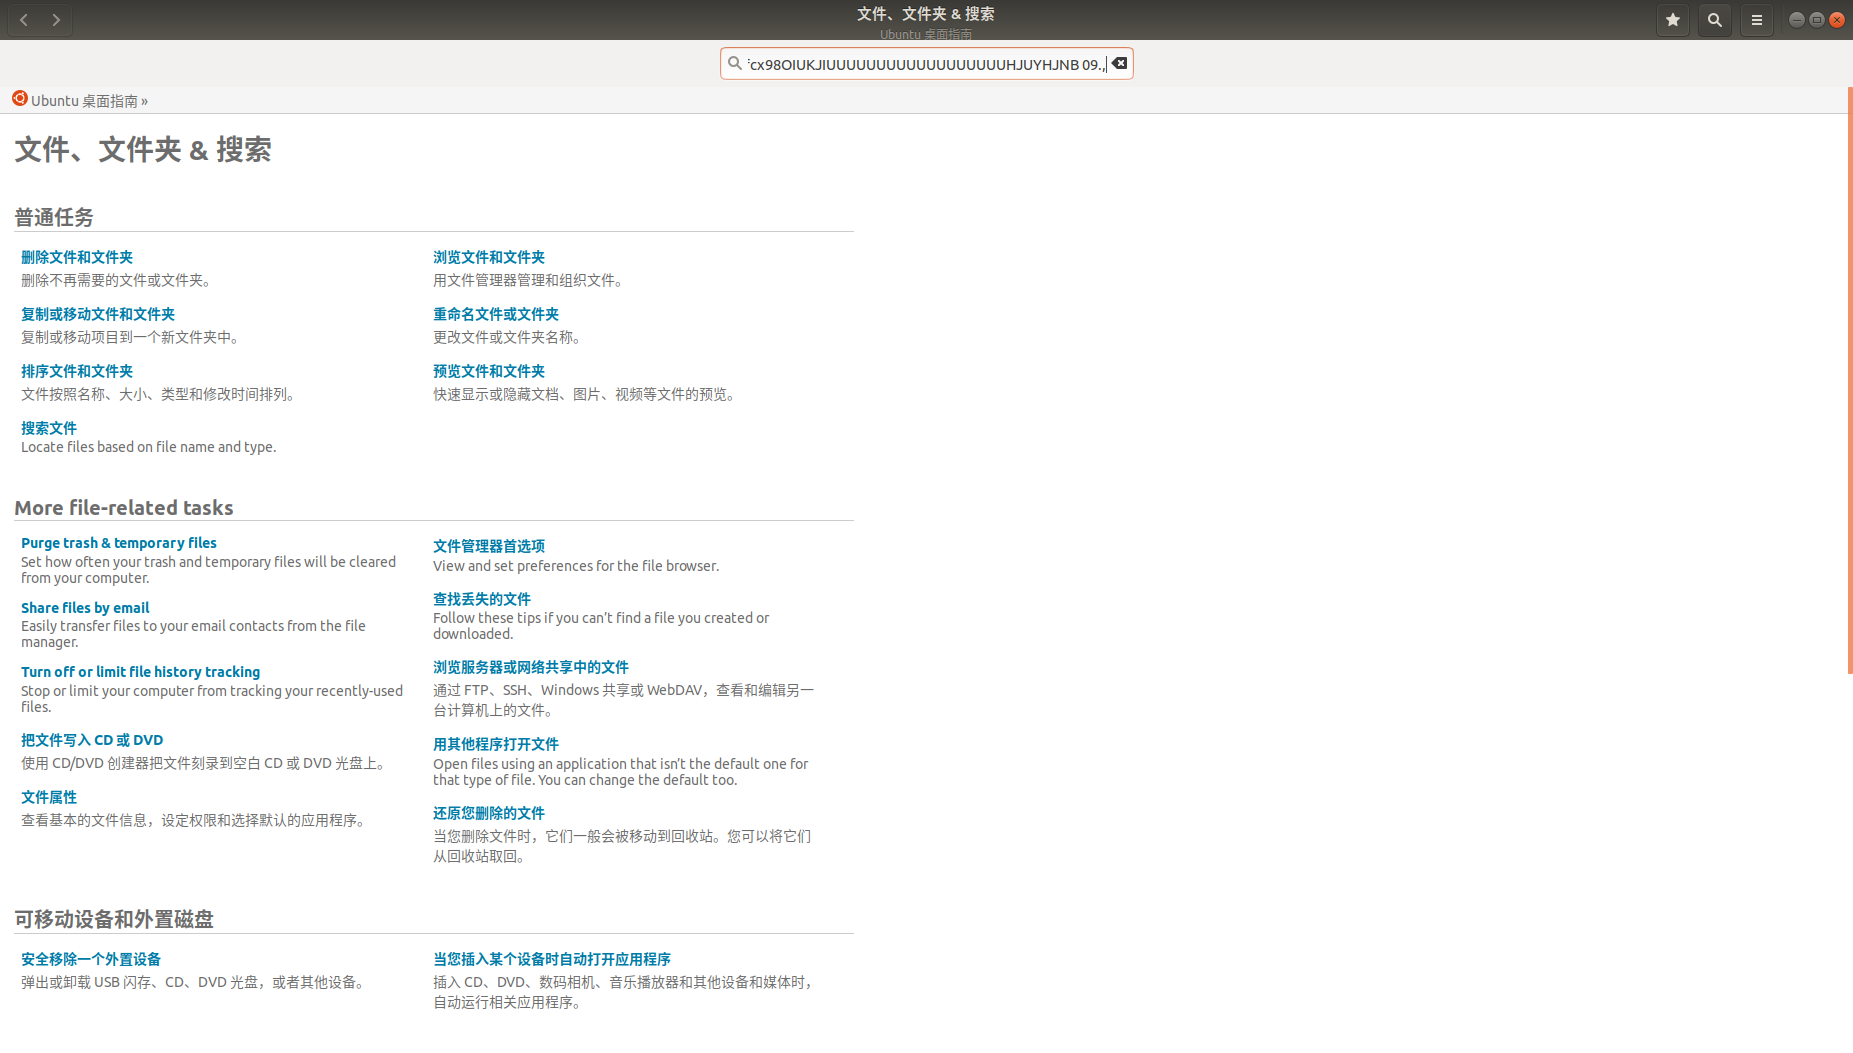 文件、文件夹 & 搜索
Ubuntu 桌面指南
cx98OIUKJIUUUUUUUUUUUUUUUUUUHJUYHJNB 09.,
Ubuntu 桌面指南 »
文件、文件夹 & 搜索
普通任务
删除文件和文件夹
删除不再需要的文件或文件夹。
复制或移动文件和文件夹
复制或移动项目到一个新文件夹中。
排序文件和文件夹
文件按照名称、大小、类型和修改时间排列。
搜索文件
Locate files based on file name and type.
浏览文件和文件夹
用文件管理器管理和组织文件。
重命名文件或文件夹
更改文件或文件夹名称。
预览文件和文件夹
快速显示或隐藏文档、图片、视频等文件的预览。
More file-related tasks
Purge trash & temporary files
Set how often your trash and temporary files will be cleared
from your computer.
Share files by email
Easily transfer files to your email contacts from the file
manager.
Turn off or limit file history tracking
Stop or limit your computer from tracking your recently-used
files.
把文件写入 CD 或 DVD
使用 CD/DVD 创建器把文件刻录到空白 CD 或 DVD 光盘上。
文件属性
查看基本的文件信息，设定权限和选择默认的应用程序。
文件管理器首选项
View and set preferences for the file browser.
查找丢失的文件
Follow these tips if you can’t find a file you created or
downloaded.
浏览服务器或网络共享中的文件
通过 FTP、SSH、Windows 共享或 WebDAV，查看和编辑另一
台计算机上的文件。
用其他程序打开文件
Open files using an application that isn’t the default one for
that type of file. You can change the default too.
还原您删除的文件
当您删除文件时，它们一般会被移动到回收站。您可以将它们
从回收站取回。
可移动设备和外置磁盘
安全移除一个外置设备
弹出或卸载 USB 闪存、CD、DVD 光盘，或者其他设备。
当您插入某个设备时自动打开应用程序
插入 CD、DVD、数码相机、音乐播放器和其他设备和媒体时，
自动运行相关应用程序。